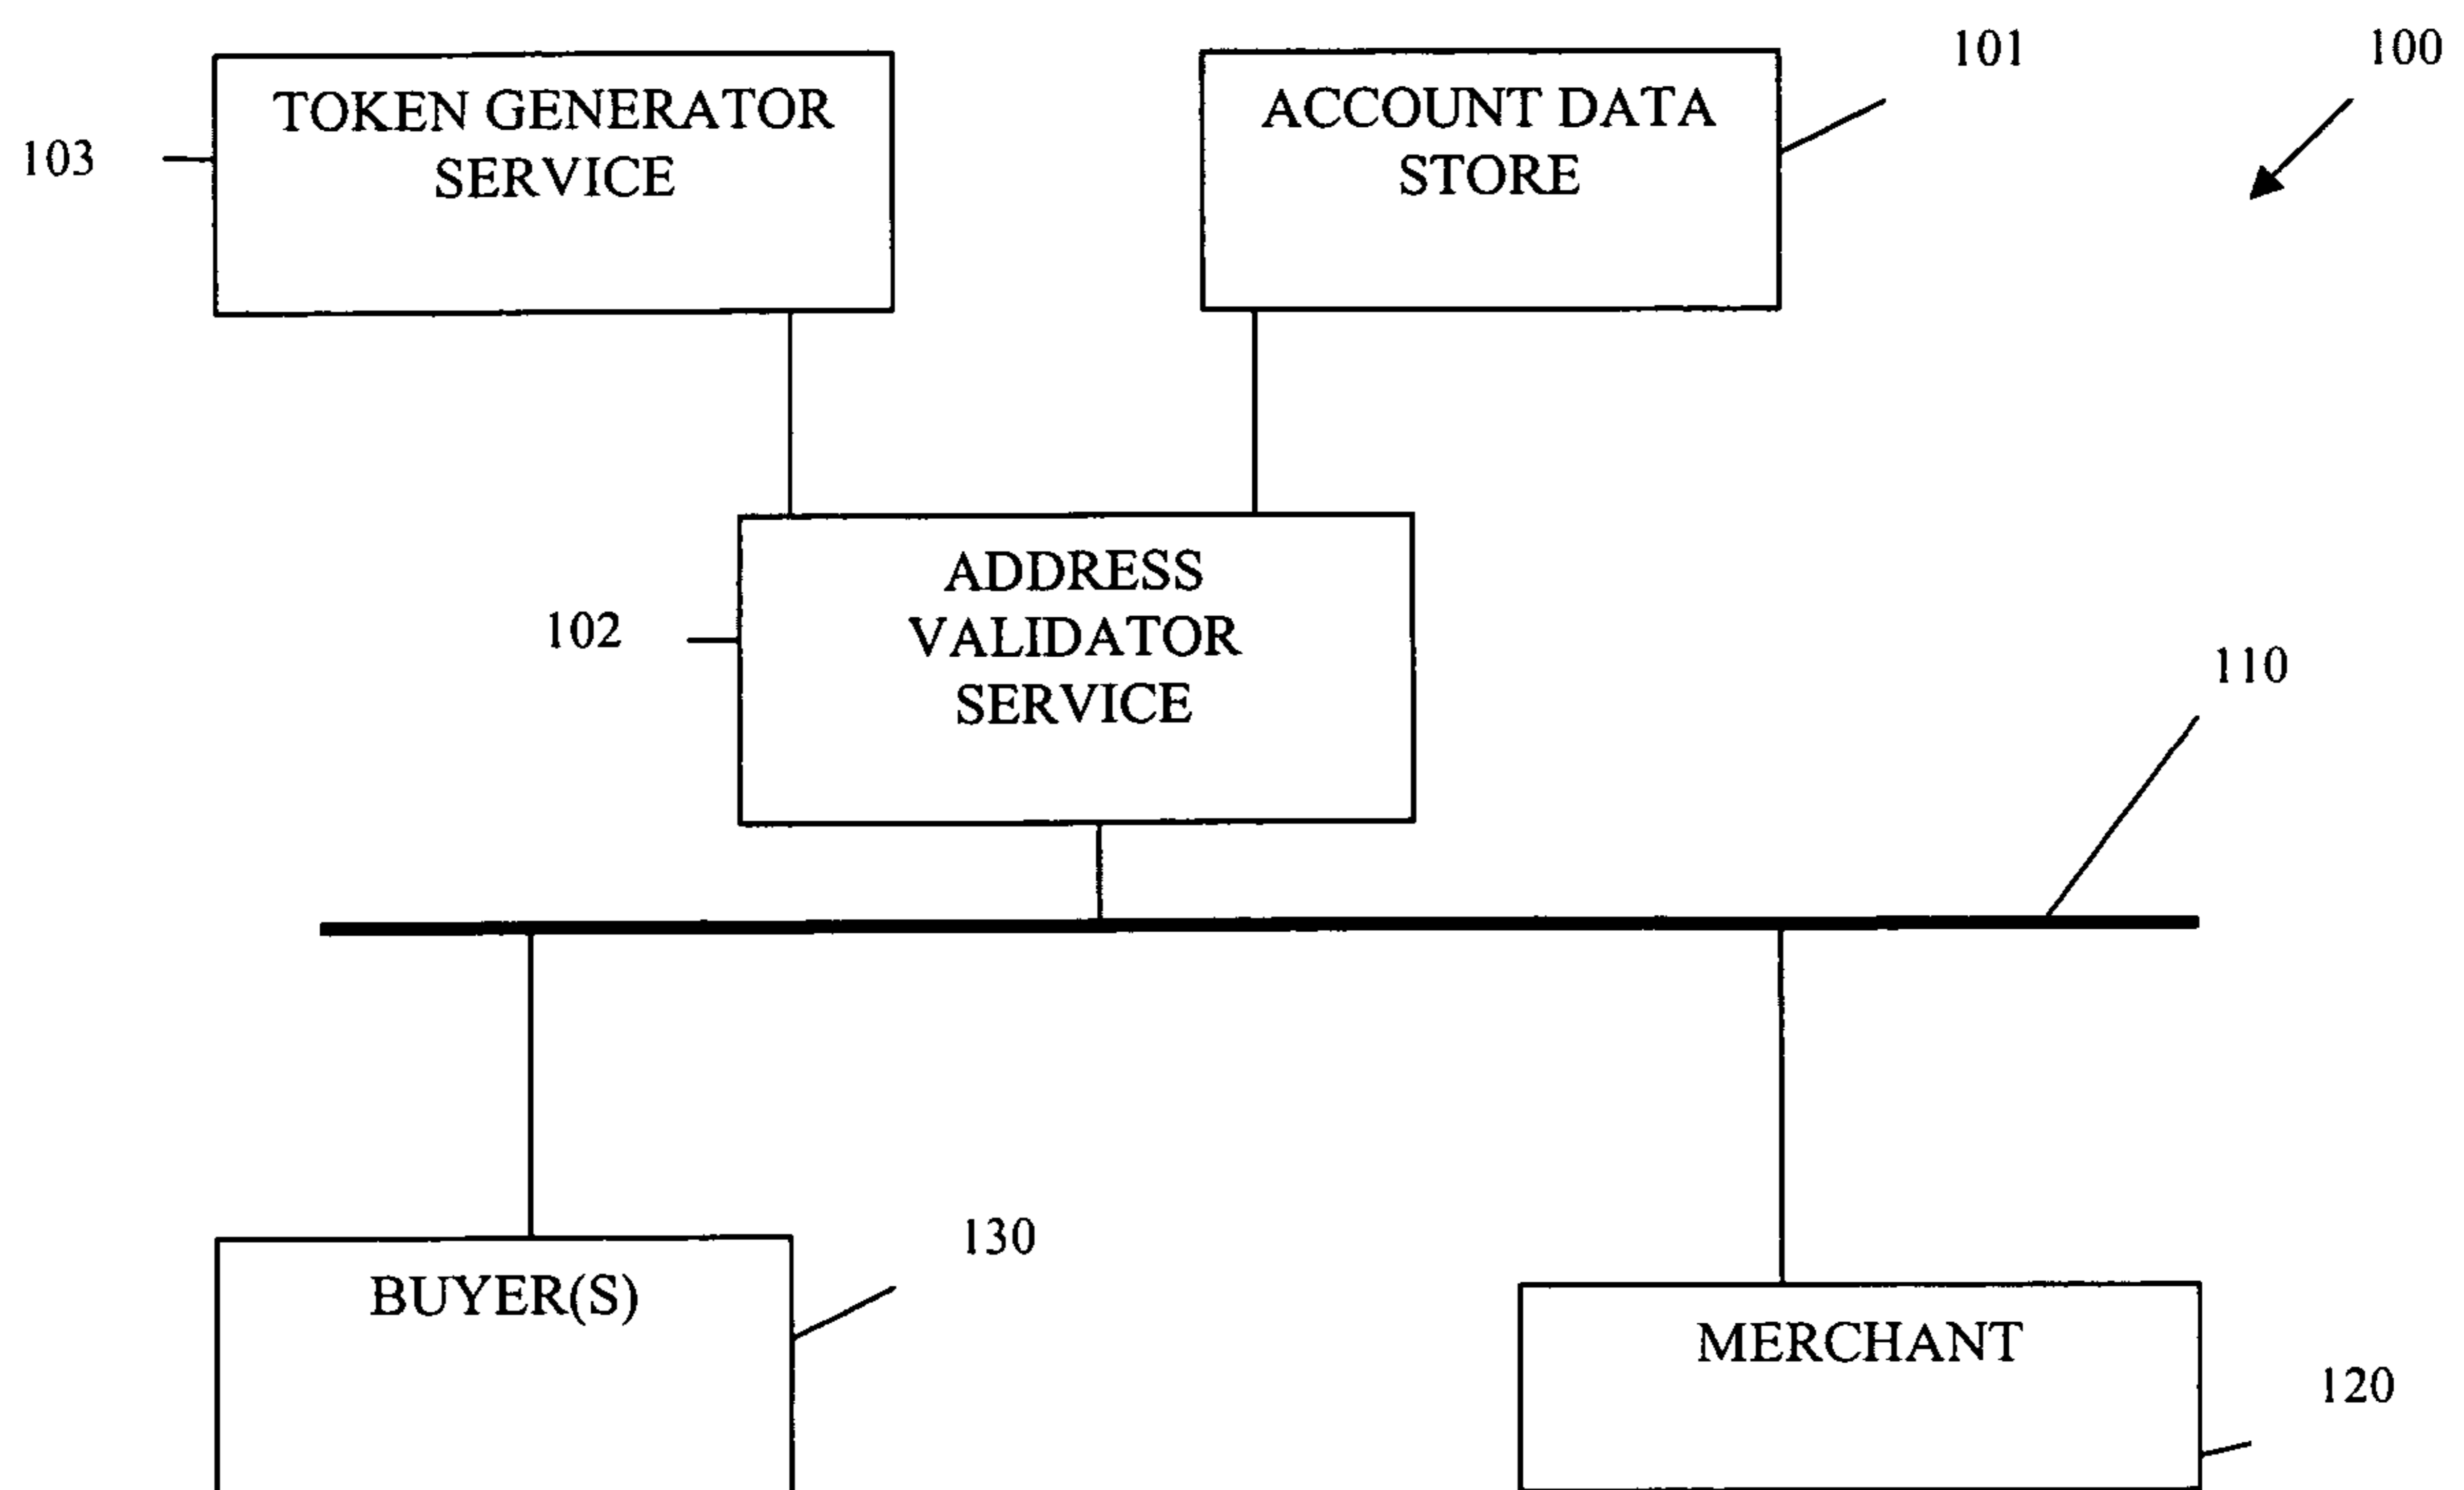 101
100
TOKEN GENERATOR
SERVICE
ACCOUNT DATA
STORE
103
ADDRESS
VALIDATOR
SERVICE
102
110
130
BUYER(S)
MERCHANT
120